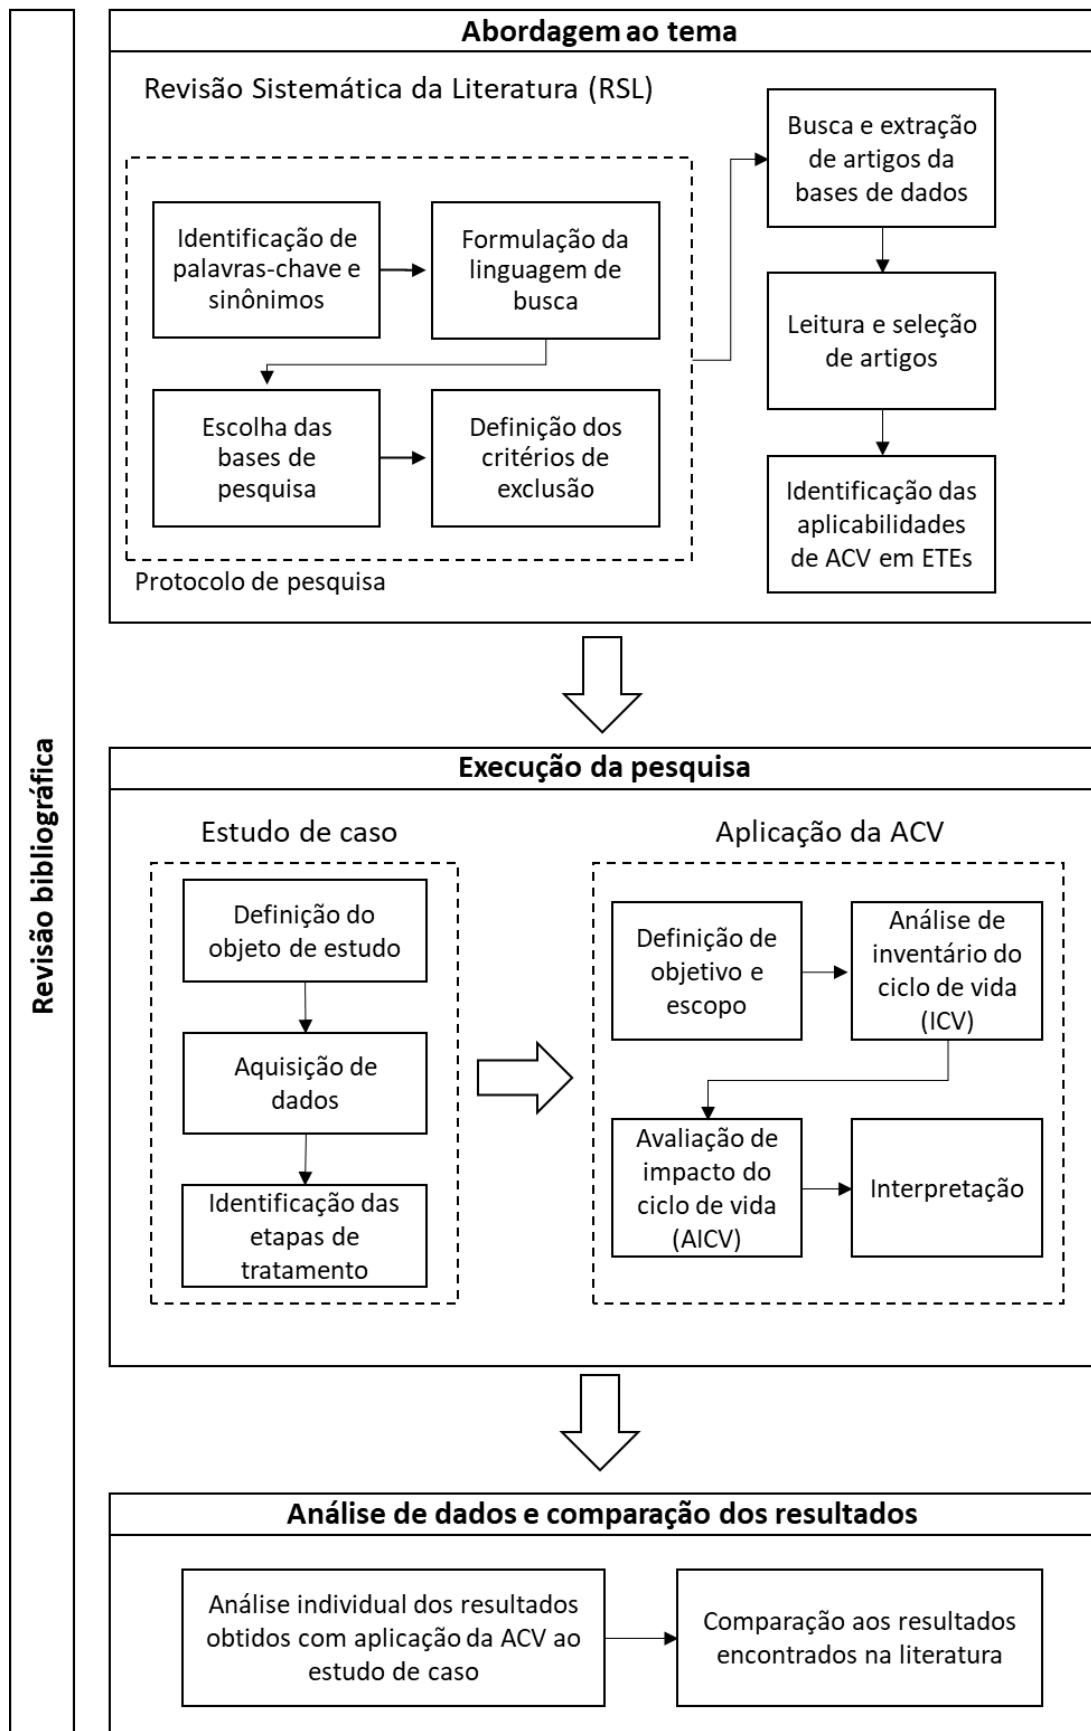 Revisão bibliográfica
Abordagem ao tema
Revisão Sistemática da Literatura (RSL)
Identificação de
palavras-chave e
sinônimos
Formulação da
linguagem de
busca
Escolha das
bases de
pesquisa
Definição dos
critérios de
exclusão
Protocolo de pesquisa
Busca e extração
de artigos da
bases de dados
Leitura e seleção
de artigos
Identificação das
aplicabilidades
de ACV em ETEs
Execução da pesquisa
Estudo de caso
Definição do
objeto de estudo
Aquisição de
dados
Identificação das
etapas de
tratamento
Aplicação da ACV
Definição de
objetivo e
escopo
Análise de
inventário do
ciclo de vida
(ICV)
Avaliação de
impacto do
ciclo de vida
(AICV)
Interpretação
Análise de dados e comparação dos resultados
Análise individual dos resultados
obtidos com aplicação da ACV ao
estudo de caso
Comparação aos resultados
encontrados na literatura